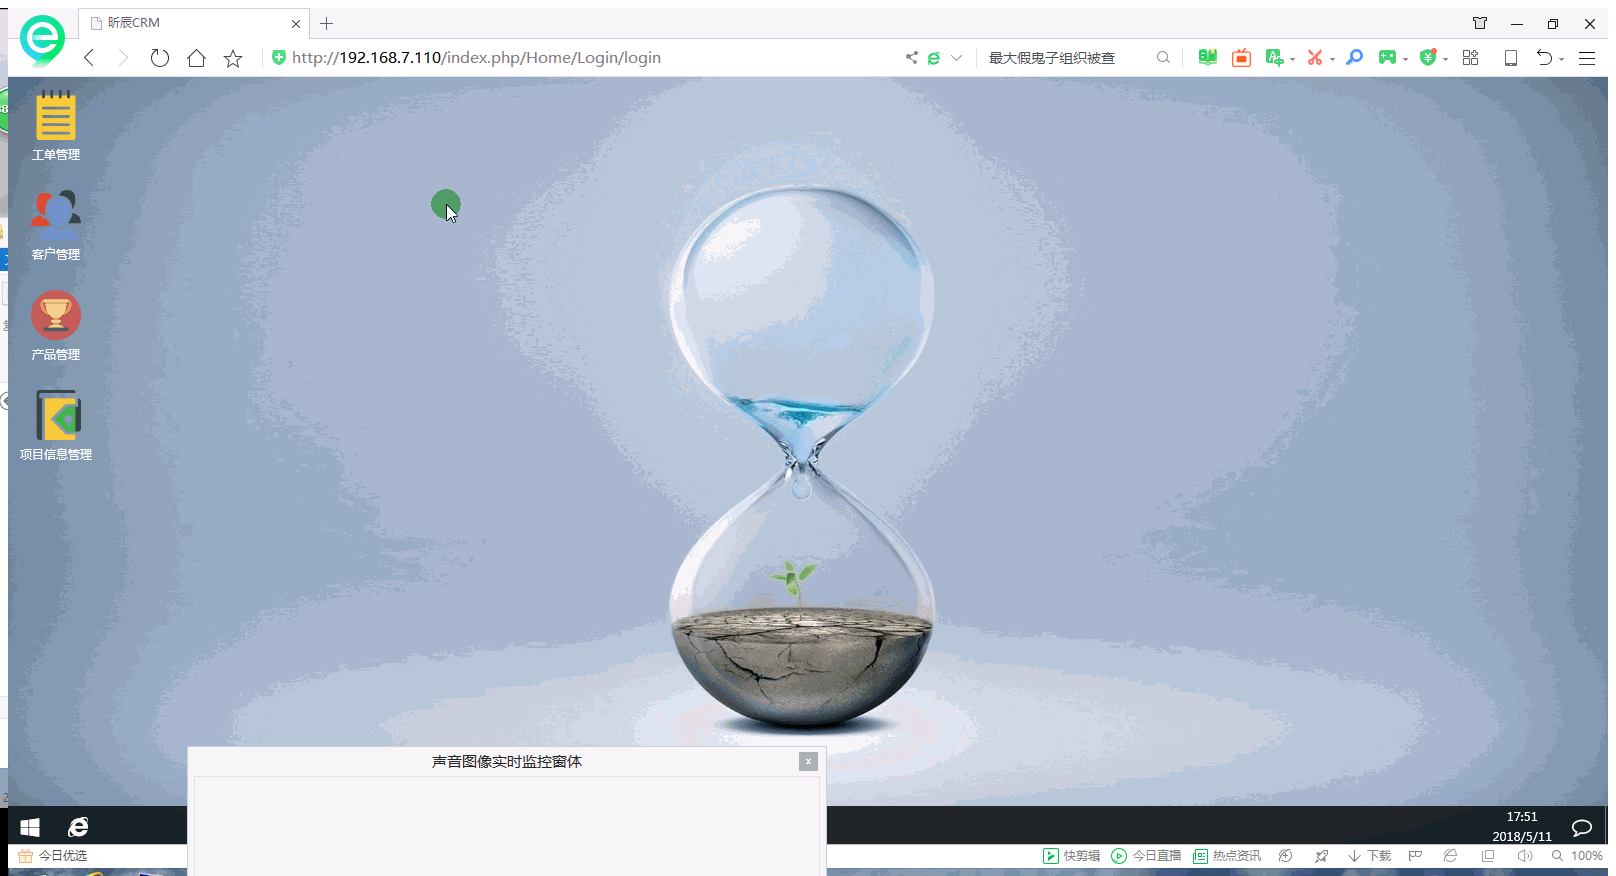 昕辰CRM
http://192.168.7.110/index.php/Home/Login/login
最大假鬼子组织被查
工单管理
客户管理
产品管理
项目信息管理
声音图像实时监控窗体
17:51
2018/5/11
今日优选
快剪辑
今日直播
热点资讯
下载
100%